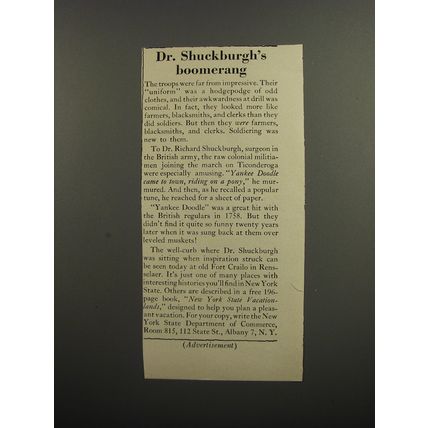 Dr. Shuckburgh's
boomerang
The troops were far from impressive. Their
"uniform" was a hodgepodge of odd
clothes, and their awkwardness at drill was
comical. In fact, they looked more like
farmers, blacksmiths, and clerks than they
did soldiers. But then they were farmers,
blacksmiths, and clerks. Soldiering was
new to them.
To Dr. Richard Shuckburgh, surgeon in
the British army, the raw colonial militia-
men joining the march on Ticonderoga
were especially amusing. "Yankee Doodle
came to town, riding on a pony," he mur-
mured. And then, as he recalled a popular
tune, he reached for a sheet of paper.
"Yankee Doodle" was a great hit with
the British regulars in 1758. But they
didn't find it quite so funny twenty years
later when it was sung back at them over
leveled muskets!
The well-curb where Dr. Shuckburgh
was sitting when inspiration struck can
be seen today at old Fort Crailo in Rens-
selaer. It's just one of many places with
interesting histories you'll find in New York
State. Others are described in a free 196-
page book, "New York State Vacation-
lands," designed to help you plan a pleas-
ant vacation. For your copy, write the New
York State Department of Commerce,
Room 815, 112 State St., Albany 7, N. Y.
(Advertisement)